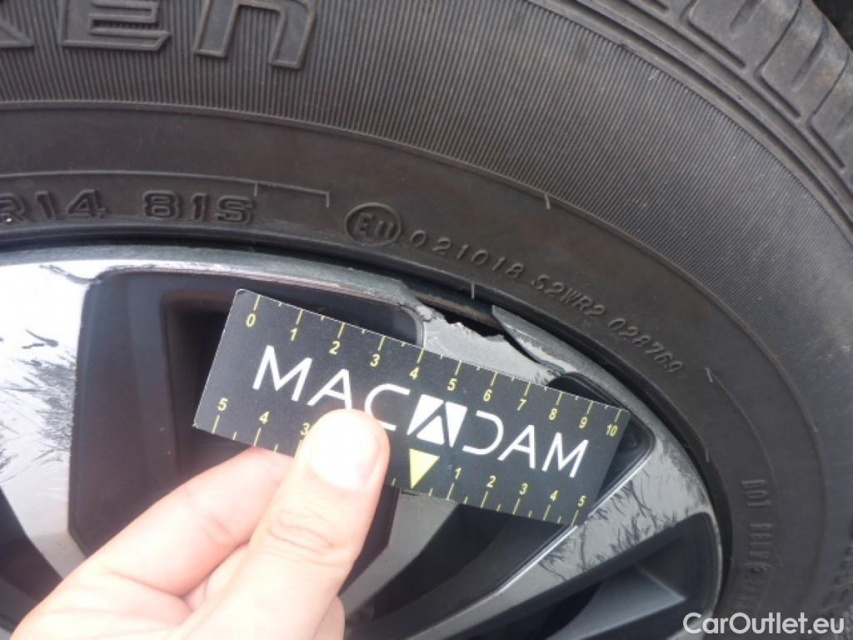 R14 81S
E11 021018 S2WR2 028769
0 1 2 3 4 5 6 7 8 9 10
MACADAM
5 4 3 1 2 3 4 5
CarOutlet.eu